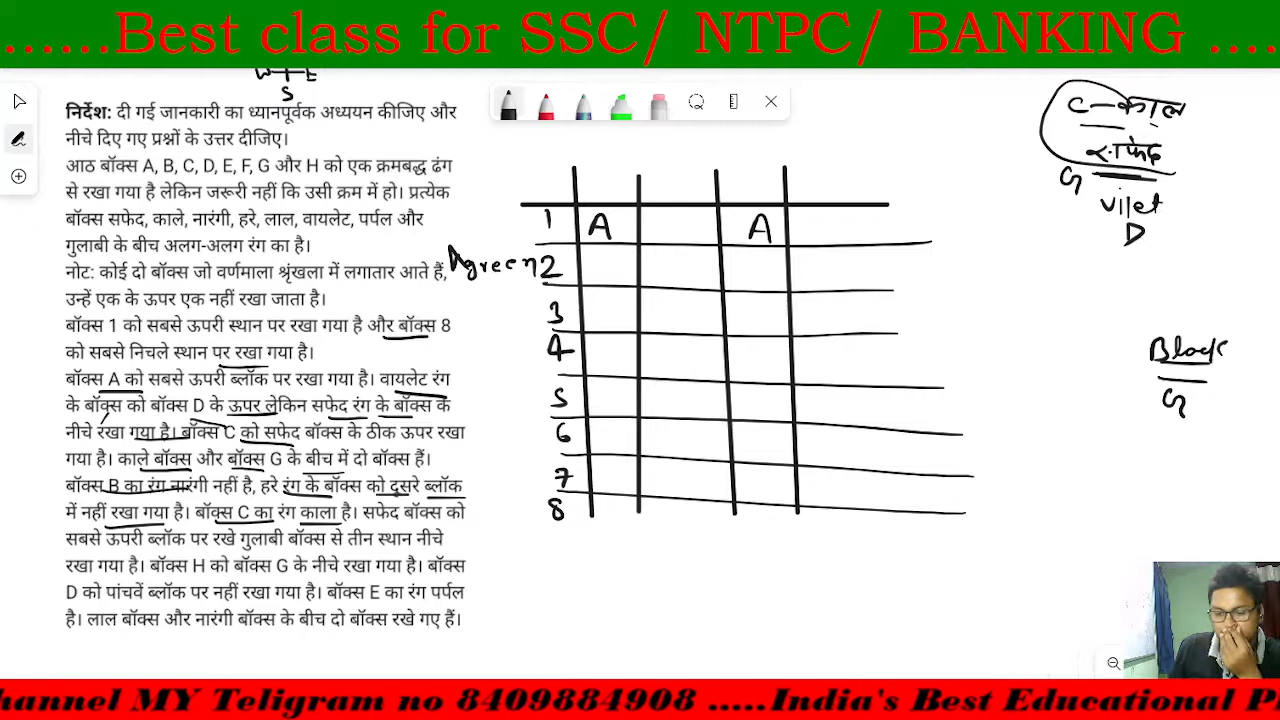 ......Best class for SSC/ NTPC/ BANKING ....
W E
S
निर्देश: दी गई जानकारी का ध्यानपूर्वक अध्ययन कीजिए और
नीचे दिए गए प्रश्नों के उत्तर दीजिए।
आठ बॉक्स A, B, C, D, E, F, G और H को एक क्रमबद्ध ढंग
से रखा गया है लेकिन जरूरी नहीं कि उसी क्रम में हो। प्रत्येक
बॉक्स सफेद, काले, नारंगी, हरे, लाल, वायलेट, पर्पल और
गुलाबी के बीच अलग-अलग रंग का है।
नोट: कोई दो बॉक्स जो वर्णमाला श्रृंखला में लगातार आते हैं,
उन्हें एक के ऊपर एक नहीं रखा जाता है।
बॉक्स 1 को सबसे ऊपरी स्थान पर रखा गया है और बॉक्स 8
को सबसे निचले स्थान पर रखा गया है।
बॉक्स A को सबसे ऊपरी ब्लॉक पर रखा गया है। वायलेट रंग
के बॉक्स को बॉक्स D के ऊपर लेकिन सफेद रंग के बॉक्स के
नीचे रखा गया है। बॉक्स C को सफेद बॉक्स के ठीक ऊपर रखा
गया है। काले बॉक्स और बॉक्स G के बीच में दो बॉक्स हैं।
बॉक्स B का रंग नारंगी नहीं है, हरे रंग के बॉक्स को दूसरे ब्लॉक
में नहीं रखा गया है। बॉक्स C का रंग काला है। सफेद बॉक्स को
सबसे ऊपरी ब्लॉक पर रखे गुलाबी बॉक्स से तीन स्थान नीचे
रखा गया है। बॉक्स H को बॉक्स G के नीचे रखा गया है। बॉक्स
D को पांचवें ब्लॉक पर नहीं रखा गया है। बॉक्स E का रंग पर्पल
है। लाल बॉक्स और नारंगी बॉक्स के बीच दो बॉक्स रखे गए हैं।
1 A A
green 2
3
4
5
6
7
8
C – काल
सफेद
G
vilet
D
Block
G
hannel MY Teligram no 8409884908 .....India's Best Educational P